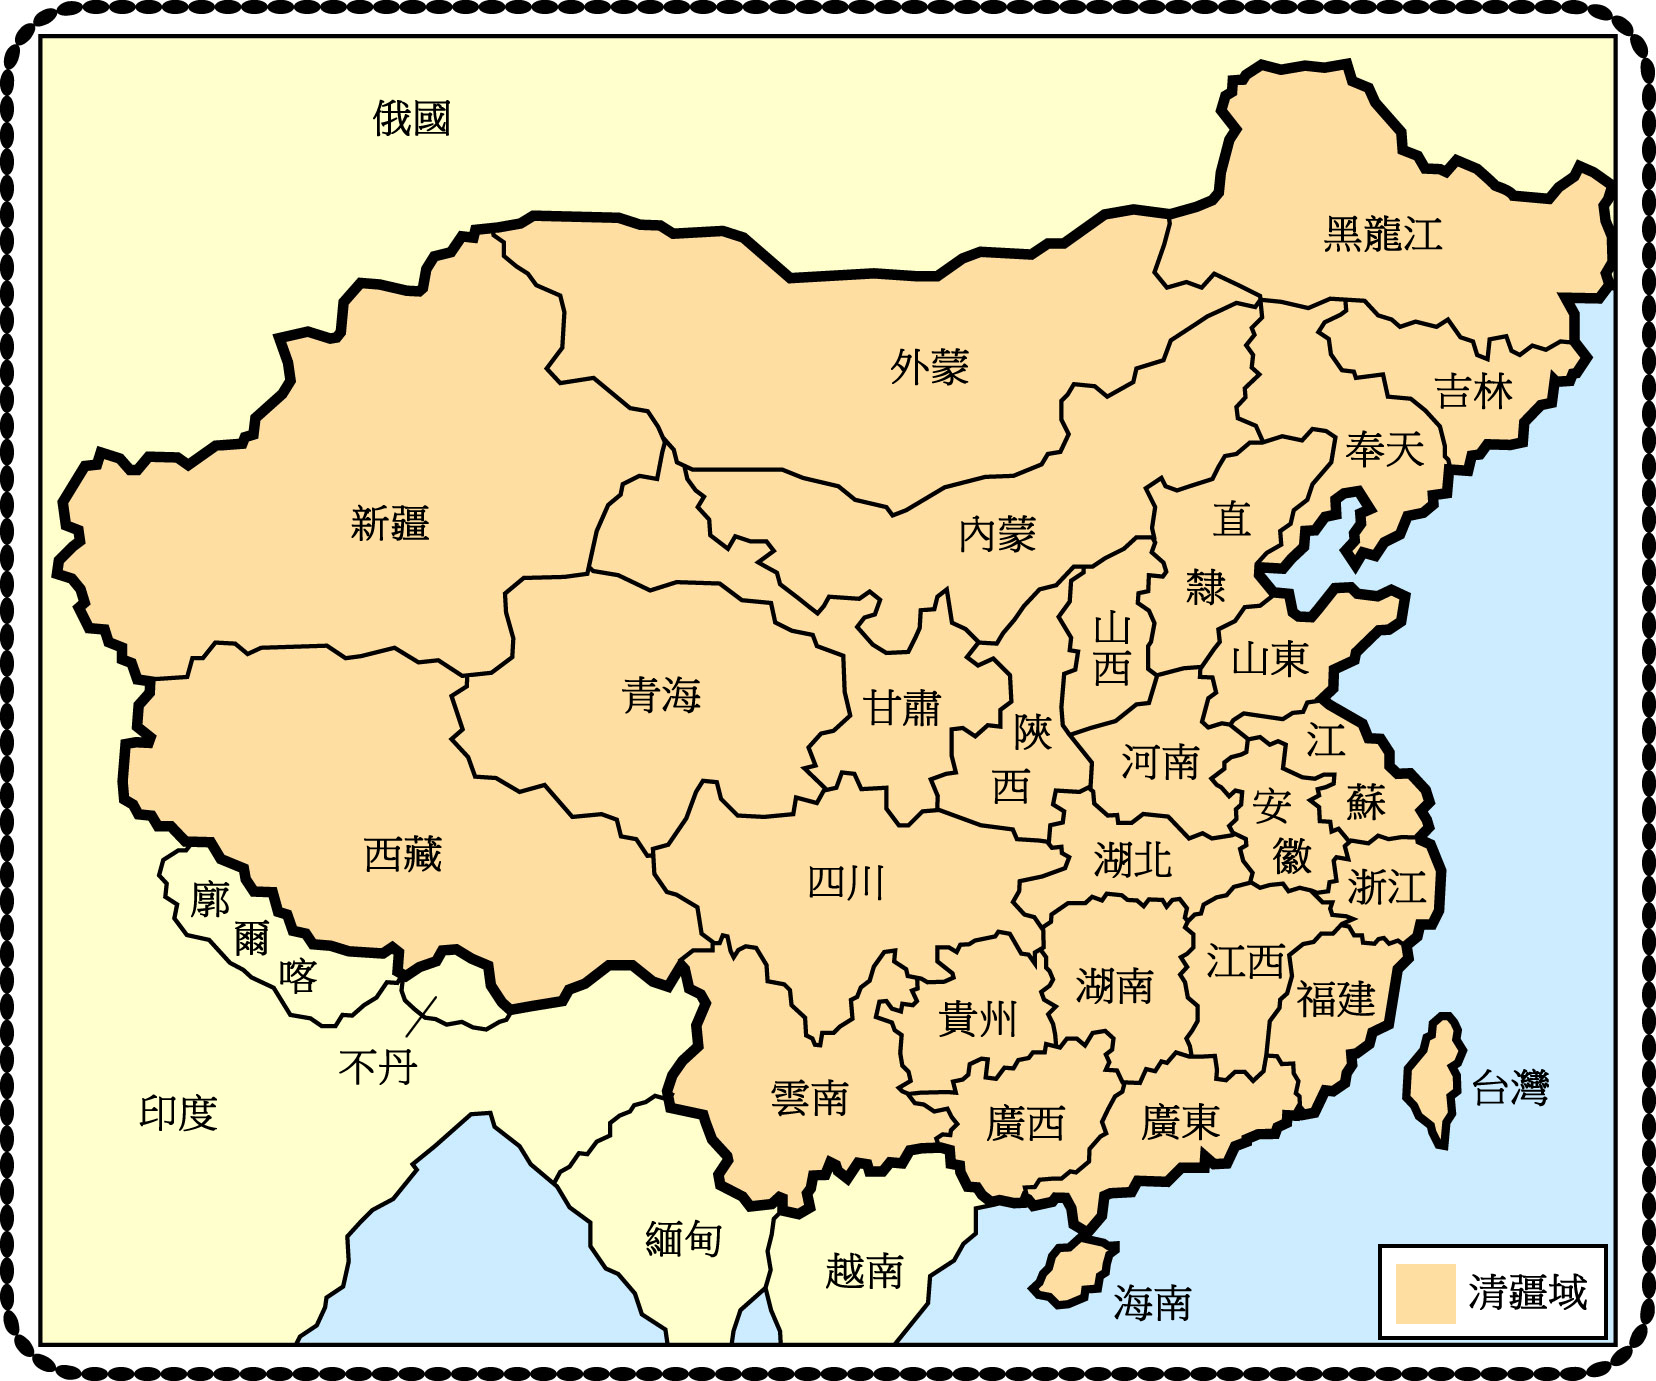 俄國
黑龍江
外蒙
吉林
奉天
新疆
內蒙
直
隸
山
西
山東
青海
甘肅
陝
西
河南
江
蘇
安
徽
西藏
四川
湖北
浙江
廓
爾
喀
不丹
印度
雲南
貴州
湖南
江西
福建
廣西
廣東
台灣
緬甸
越南
海南
清疆域